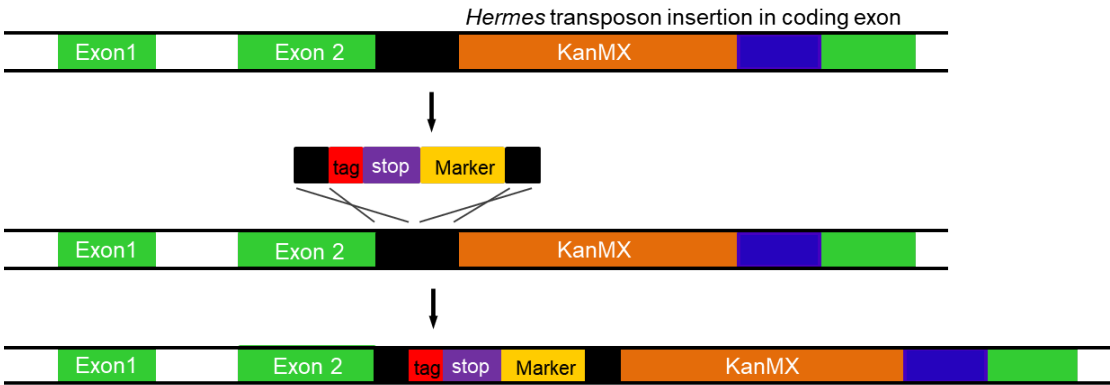 Hermes transposon insertion in coding exon
Exon1 Exon 2 KanMX
tag stop Marker
Exon1 Exon 2 KanMX
Exon1 Exon 2 tag stop Marker KanMX